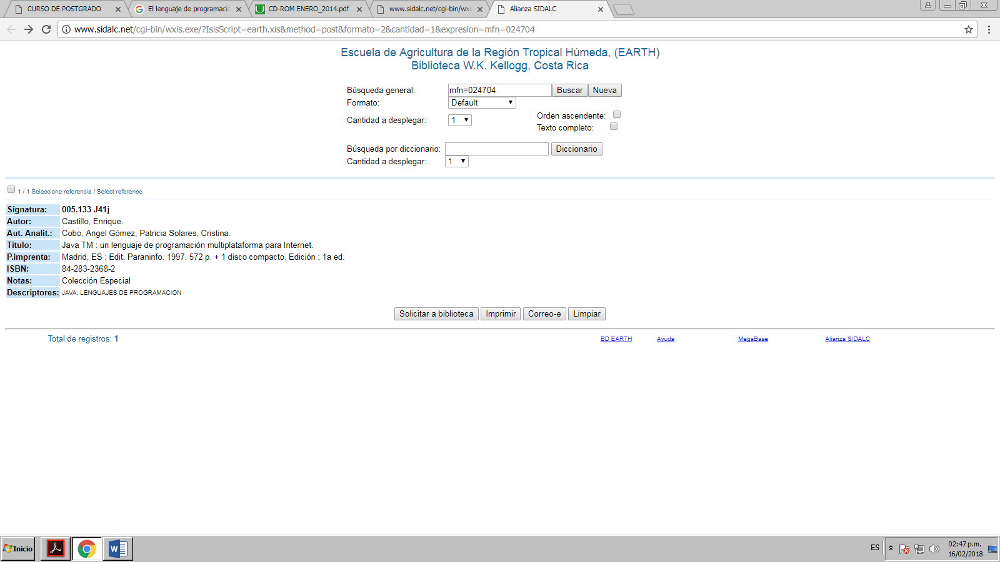 CURSO DE POSTGRADO
El lenguaje de programació
CD-ROM ENERO_2014.pdf
www.sidalc.net/cgi-bin/wxi
Alianza SIDALC
www.sidalc.net/cgi-bin/wxis.exe/?IsisScript=earth.xis&method=post&formato=2&cantidad=1&expresion=mfn=024704
Escuela de Agricultura de la Región Tropical Húmeda, (EARTH)
Biblioteca W.K. Kellogg, Costa Rica
Búsqueda general: mfn=024704 Buscar Nueva
Formato: Default
Cantidad a desplegar: 1
Orden ascendente:
Texto completo:
Búsqueda por diccionario: Diccionario
Cantidad a desplegar: 1
1 / 1 Seleccione referencia / Select reference
Signatura: 005.133 J41j
Autor: Castillo, Enrique.
Aut. Analit.: Cobo, Angel Gómez, Patricia Solares, Cristina.
Título: Java TM : un lenguaje de programación multiplataforma para Internet.
P.imprenta: Madrid, ES : Edit. Paraninfo. 1997. 572 p. + 1 disco compacto. Edición ; 1a ed.
ISBN: 84-283-2368-2
Notas: Colección Especial
Descriptores: JAVA; LENGUAJES DE PROGRAMACION
Solicitar a biblioteca Imprimir Correo-e Limpiar
Total de registros: 1 BD EARTH Ayuda MegaBase Alianza SIDALC
Inicio
ES
02:47 p.m.
16/02/2018